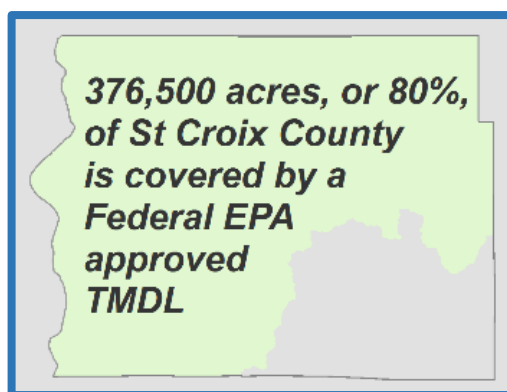 376,500 acres, or 80%,
of St Croix County
is covered by a
Federal EPA
approved
TMDL